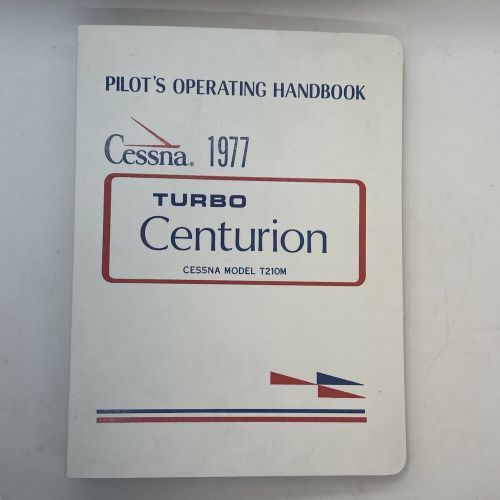 PILOT'S OPERATING HANDBOOK
Cessna® 1977
TURBO
Centurion
CESSNA MODEL T210M